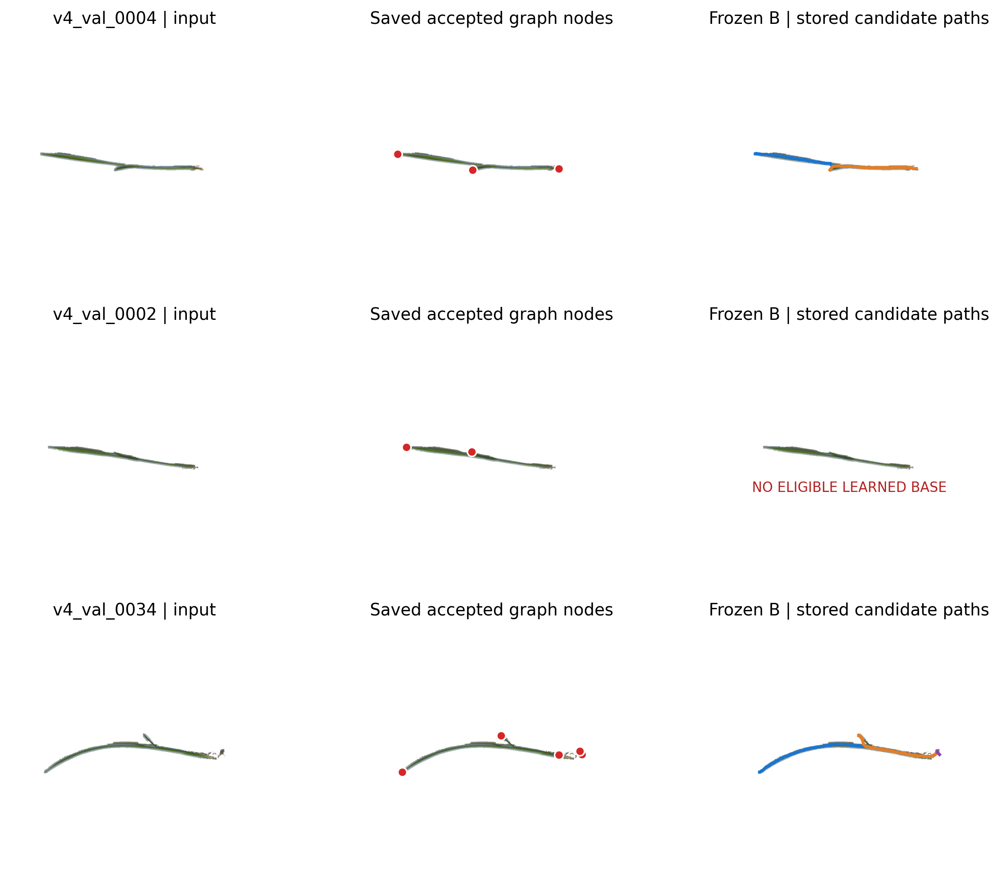 v4_val_0004 | input
Saved accepted graph nodes
Frozen B | stored candidate paths
v4_val_0002 | input
Saved accepted graph nodes
Frozen B | stored candidate paths
NO ELIGIBLE LEARNED BASE
v4_val_0034 | input
Saved accepted graph nodes
Frozen B | stored candidate paths